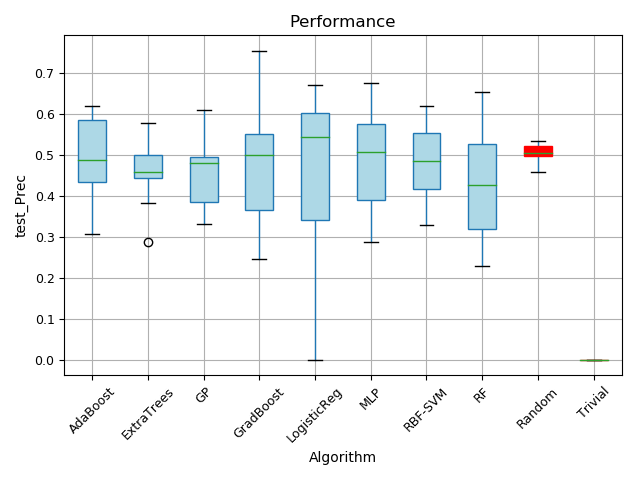 Performance
test_Prec
0.7
0.6
0.5
0.4
0.3
0.2
0.1
0.0
AdaBoost
ExtraTrees
GP
GradBoost
LogisticReg
MLP
RBF-SVM
RF
Random
Trivial
Algorithm